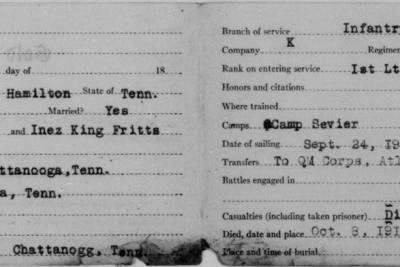 day of 18
Hamilton State of Tenn.
Married? Yes
and Inez King Fritts
ttanooga, Tenn.
a, Tenn.
Chattanogg, Tenn.
Branch of service Infantry
Company K Regimen
Rank on entering service 1st Lt
Honors and citations
Where trained
Camps Camp Sevier
Date of sailing Sept. 24, 19
Transfers To QM Corps, Atl
Battles engaged in
Casualties (including taken prisoner) Di
Died, date and place Oct. 8, 191
Place and time of burial.